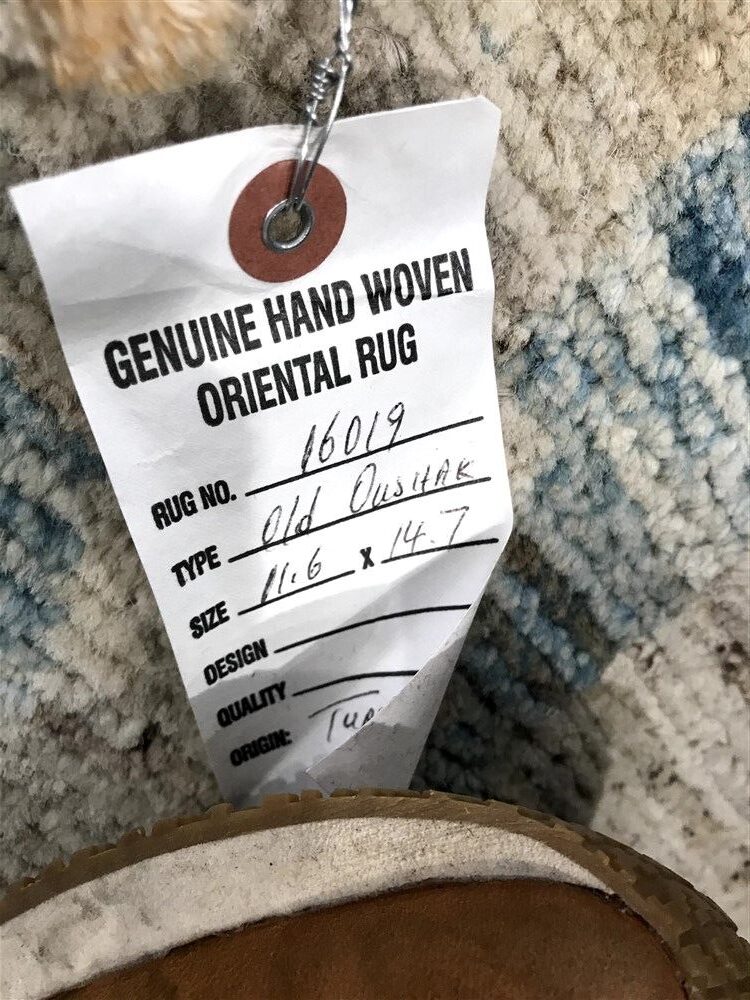 GENUINE HAND WOVEN
ORIENTAL RUG
RUG NO. 16019
TYPE Old OUSHAK
SIZE 11.6 x 14.7
DESIGN
QUALITY
ORIGIN: